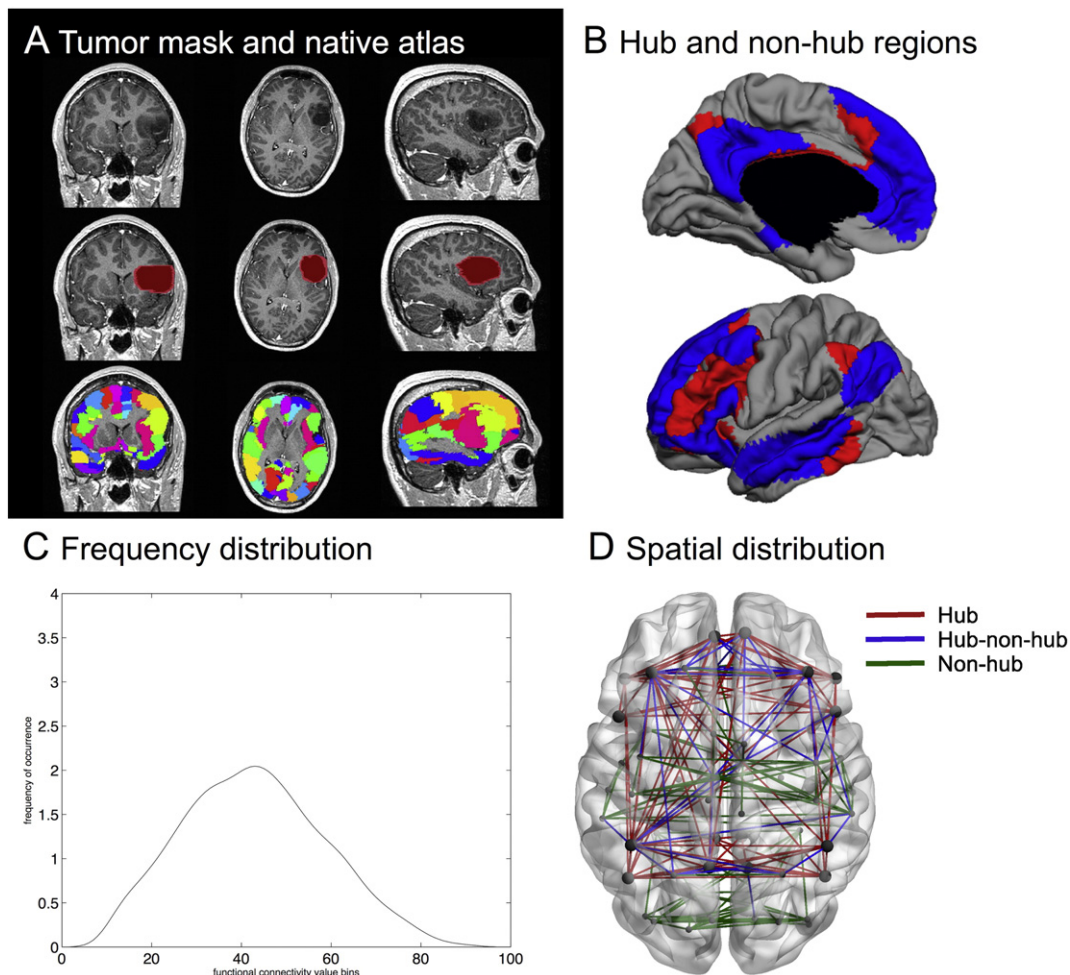 A Tumor mask and native atlas
B Hub and non-hub regions
C Frequency distribution
4
3.5
3
2.5
2
1.5
1
0.5
0
frequency of occurrence
0 20 40 60 80 100
functional connectivity value bins
D Spatial distribution
Hub
Hub-non-hub
Non-hub